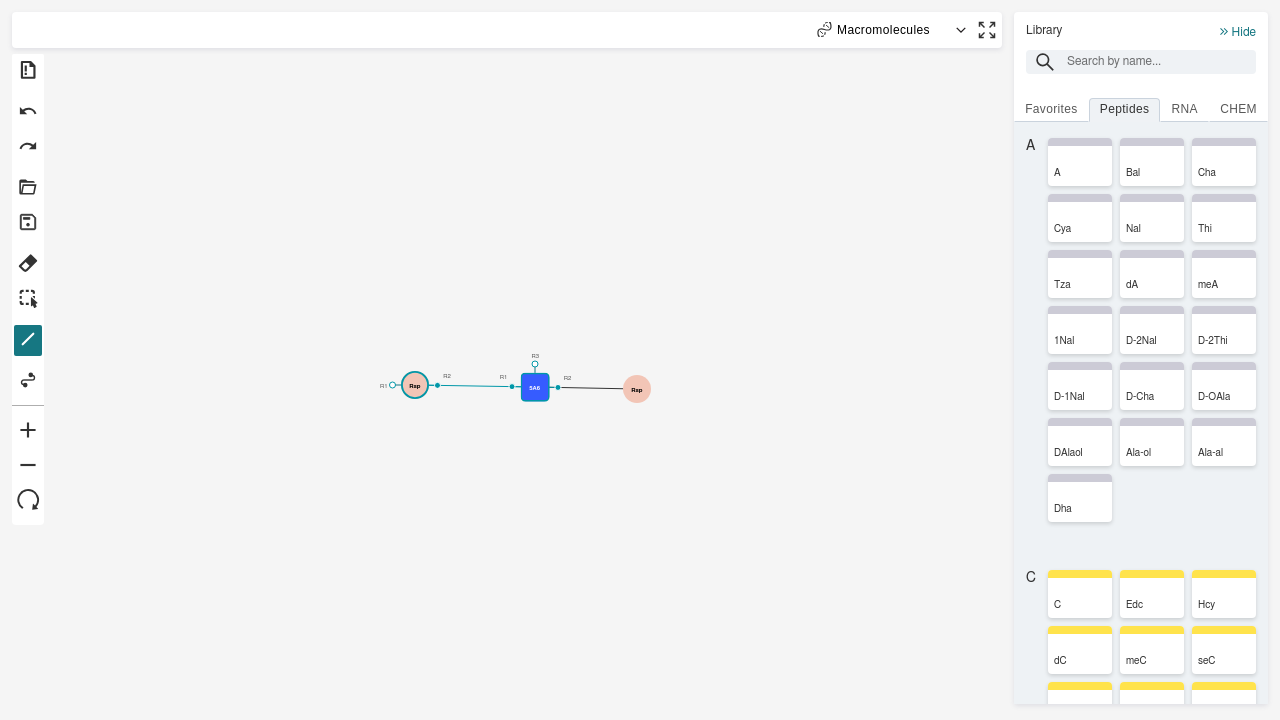 Macromolecules
Library
Hide
Search by name...
Favorites Peptides RNA CHEM
A
A Bal Cha
Cya Nal Thi
Tza dA meA
1Nal D-2Nal D-2Thi
D-1Nal D-Cha D-OAla
DAlaol Ala-ol Ala-al
Dha
C
C Edc Hcy
dC meC seC
R3
R1 Rsp R2 R1 5A6 R2 Rsp